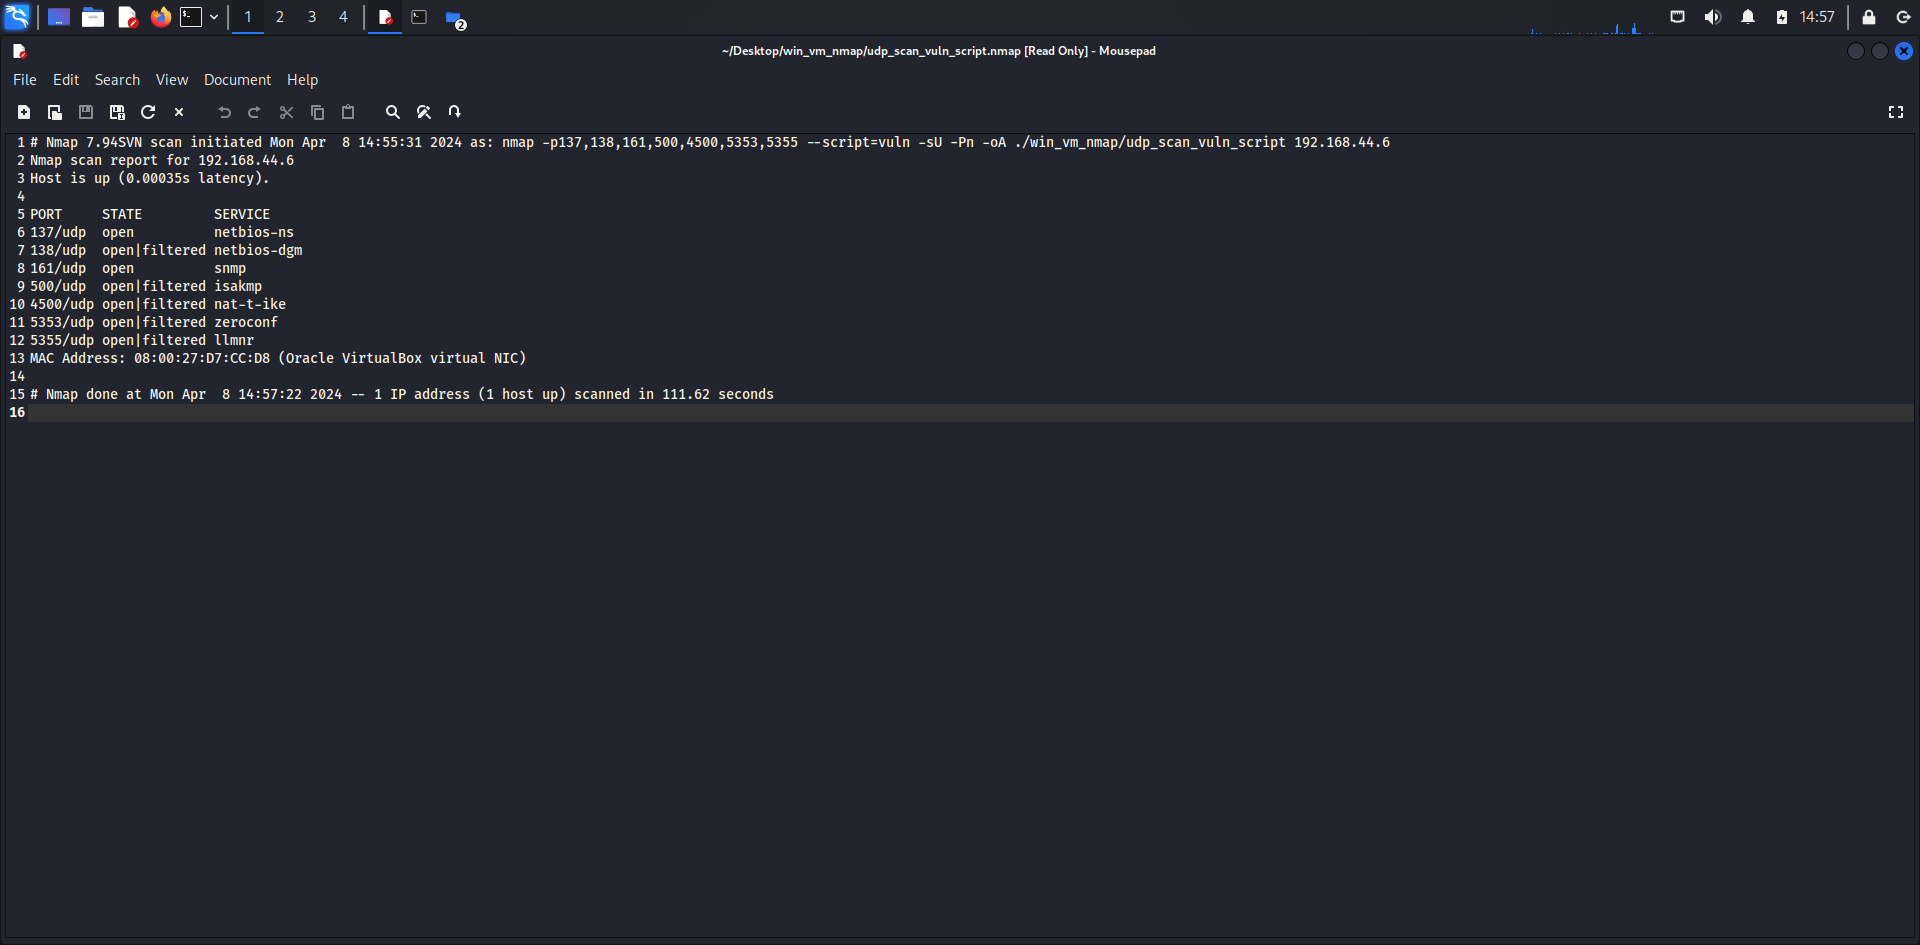 1 2 3 4 2 14:57
~/Desktop/win_vm_nmap/udp_scan_vuln_script.nmap [Read Only] - Mousepad
File Edit Search View Document Help
1 # Nmap 7.94SVN scan initiated Mon Apr  8 14:55:31 2024 as: nmap -p137,138,161,500,4500,5353,5355 --script=vuln -sU -Pn -oA ./win_vm_nmap/udp_scan_vuln_script 192.168.44.6
2 Nmap scan report for 192.168.44.6
3 Host is up (0.00035s latency).
4
5 PORT     STATE         SERVICE
6 137/udp  open          netbios-ns
7 138/udp  open|filtered netbios-dgm
8 161/udp  open          snmp
9 500/udp  open|filtered isakmp
10 4500/udp open|filtered nat-t-ike
11 5353/udp open|filtered zeroconf
12 5355/udp open|filtered llmnr
13 MAC Address: 08:00:27:D7:CC:D8 (Oracle VirtualBox virtual NIC)
14
15 # Nmap done at Mon Apr  8 14:57:22 2024 -- 1 IP address (1 host up) scanned in 111.62 seconds
16